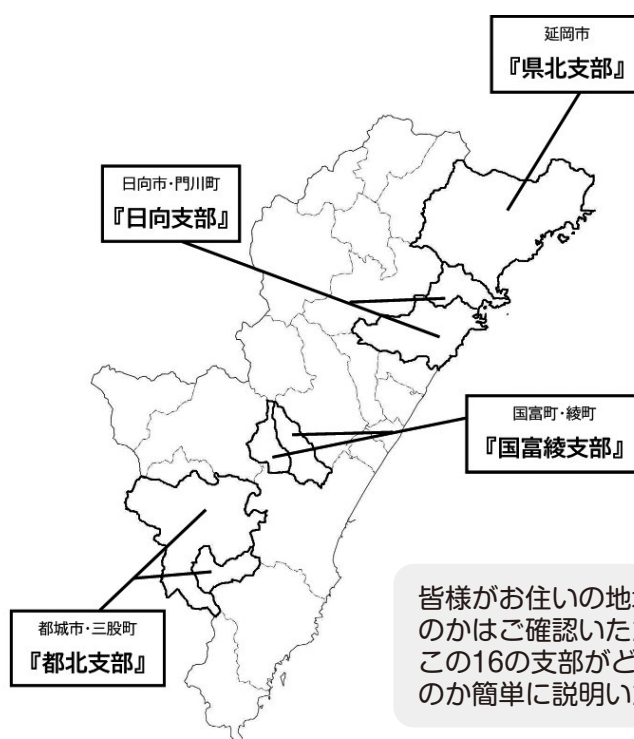 延岡市
『県北支部』
日向市・門川町
『日向支部』
国富町・綾町
『国富綾支部』
都城市・三股町
『都北支部』
皆様がお住いの地
のかはご確認いた
この16の支部がど
のか簡単に説明い